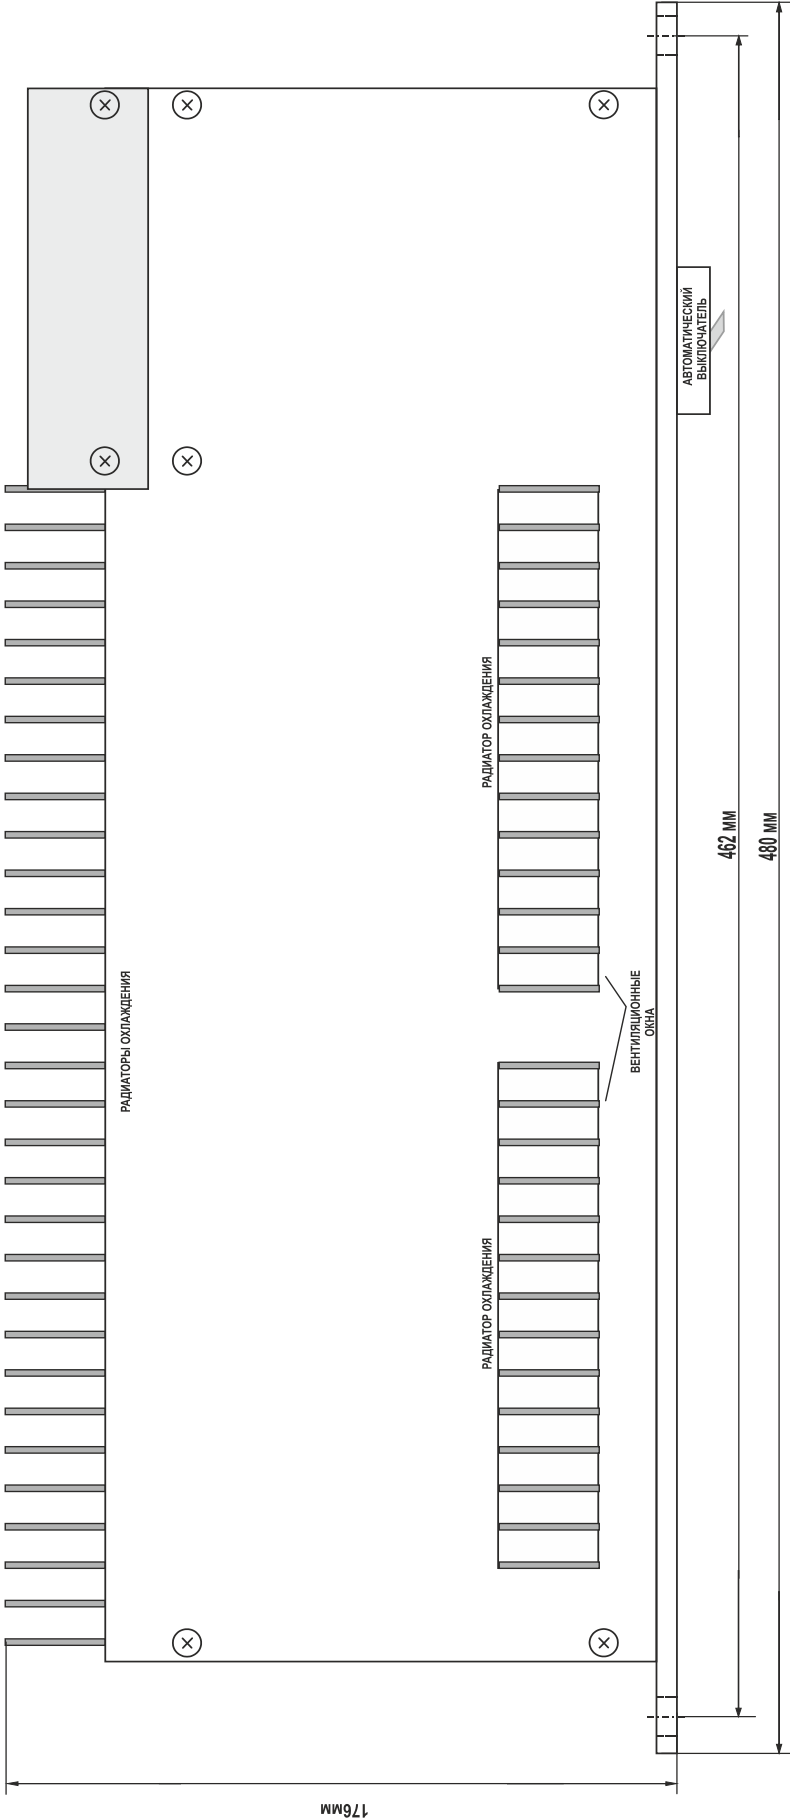 АВТОМАТИЧЕСКИЙ
ВЫКЛЮЧАТЕЛЬ
РАДИАТОР ОХЛАЖДЕНИЯ
462 мм
480 мм
РАДИАТОРЫ ОХЛАЖДЕНИЯ
ВЕНТИЛЯЦИОННЫЕ
ОКНА
РАДИАТОР ОХЛАЖДЕНИЯ
176мм